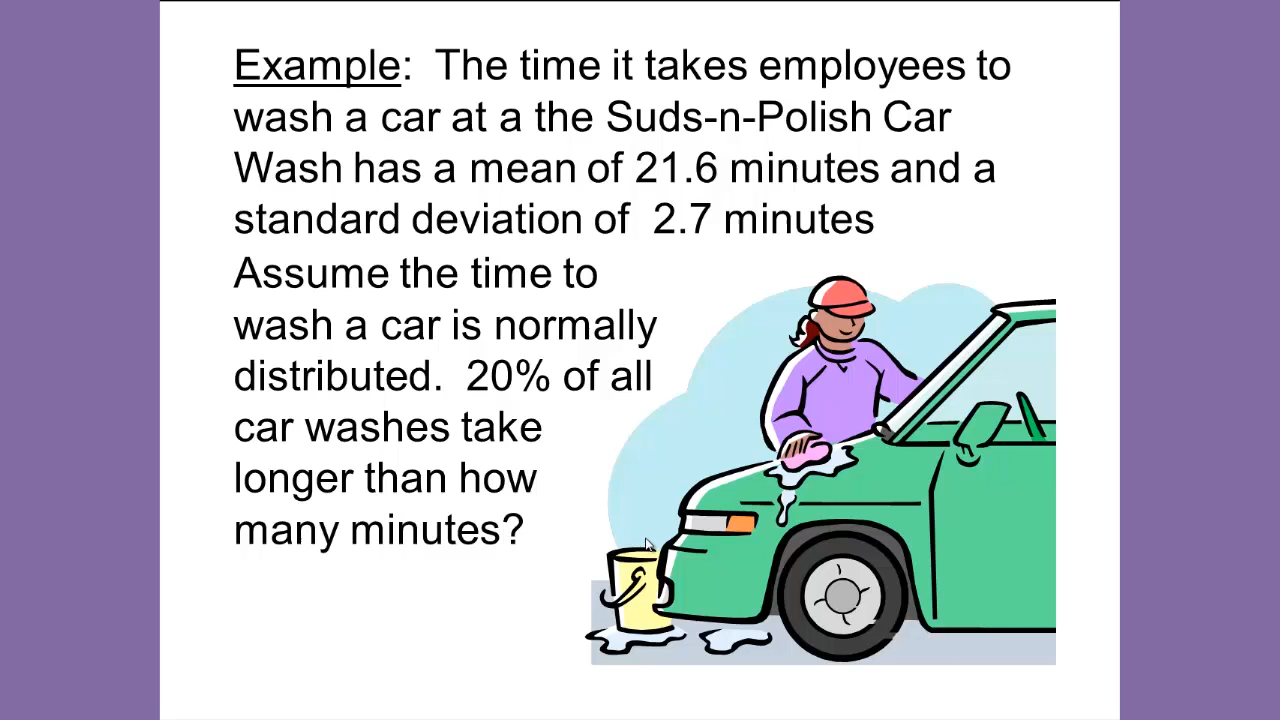 Example: The time it takes employees to
wash a car at a the Suds-n-Polish Car
Wash has a mean of 21.6 minutes and a
standard deviation of 2.7 minutes
Assume the time to
wash a car is normally
distributed. 20% of all
car washes take
longer than how
many minutes?